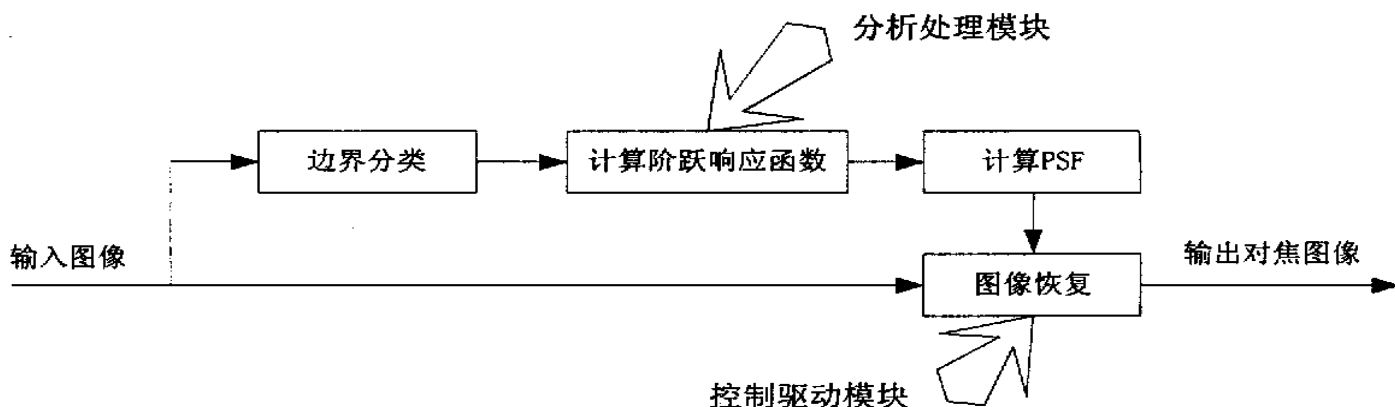 分析处理模块
边界分类
计算阶跃响应函数
计算PSF
输入图像
图像恢复
输出对焦图像
控制驱动模块